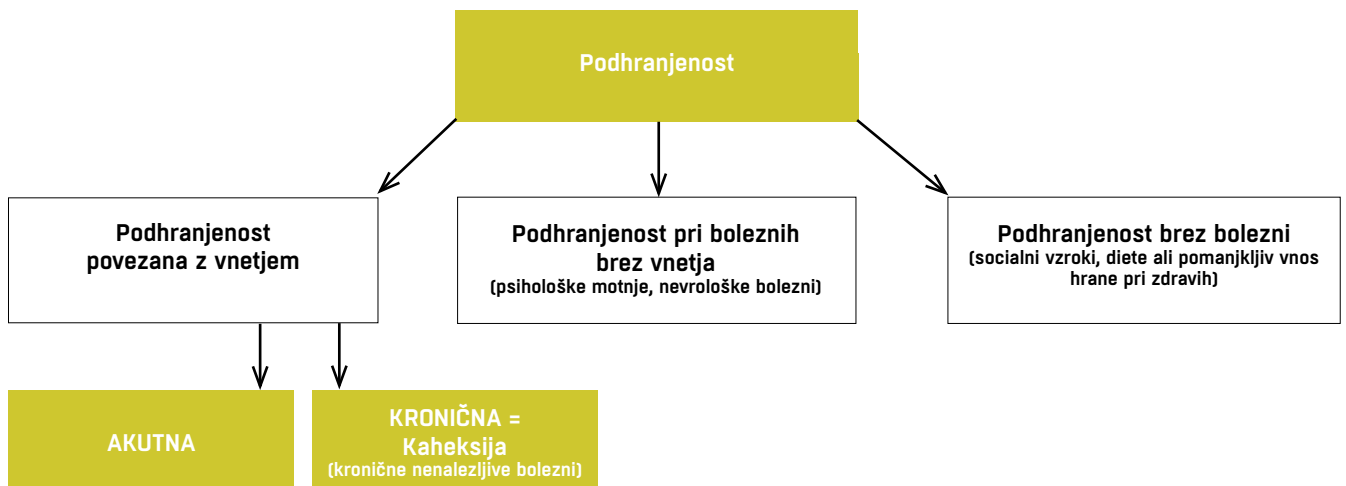 Podhranjenost
Podhranjenost
povezana z vnetjem
Podhranjenost pri boleznih
brez vnetja
(psihološke motnje, nevrološke bolezni)
Podhranjenost brez bolezni
(socialni vzroki, diete ali pomanjkljiv vnos
hrane pri zdravih)
AKUTNA
KRONIČNA =
Kaheksija
(kronične nenalezljive bolezni)